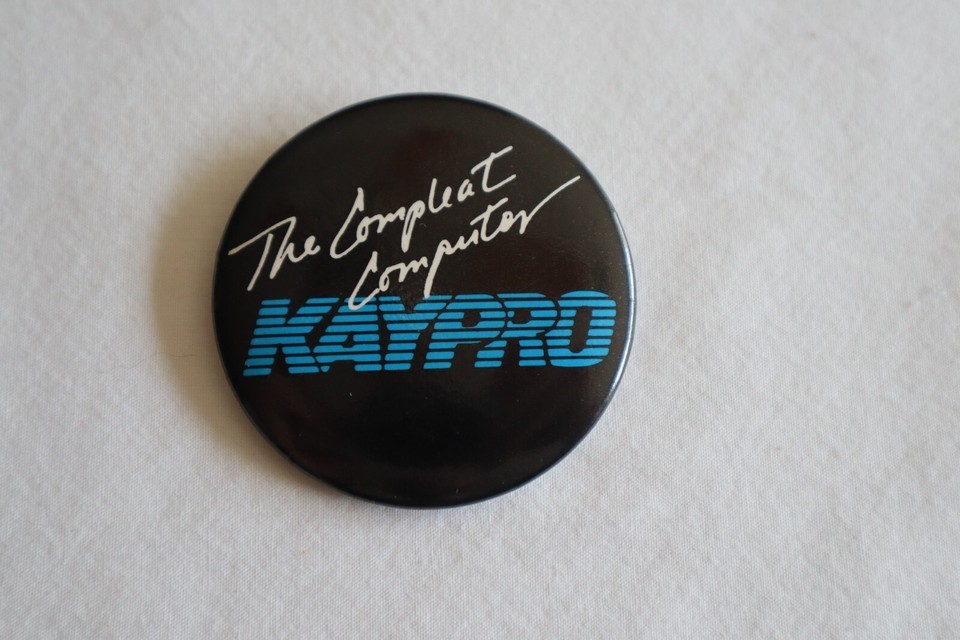 The Compleat
Computer
KAYPRO